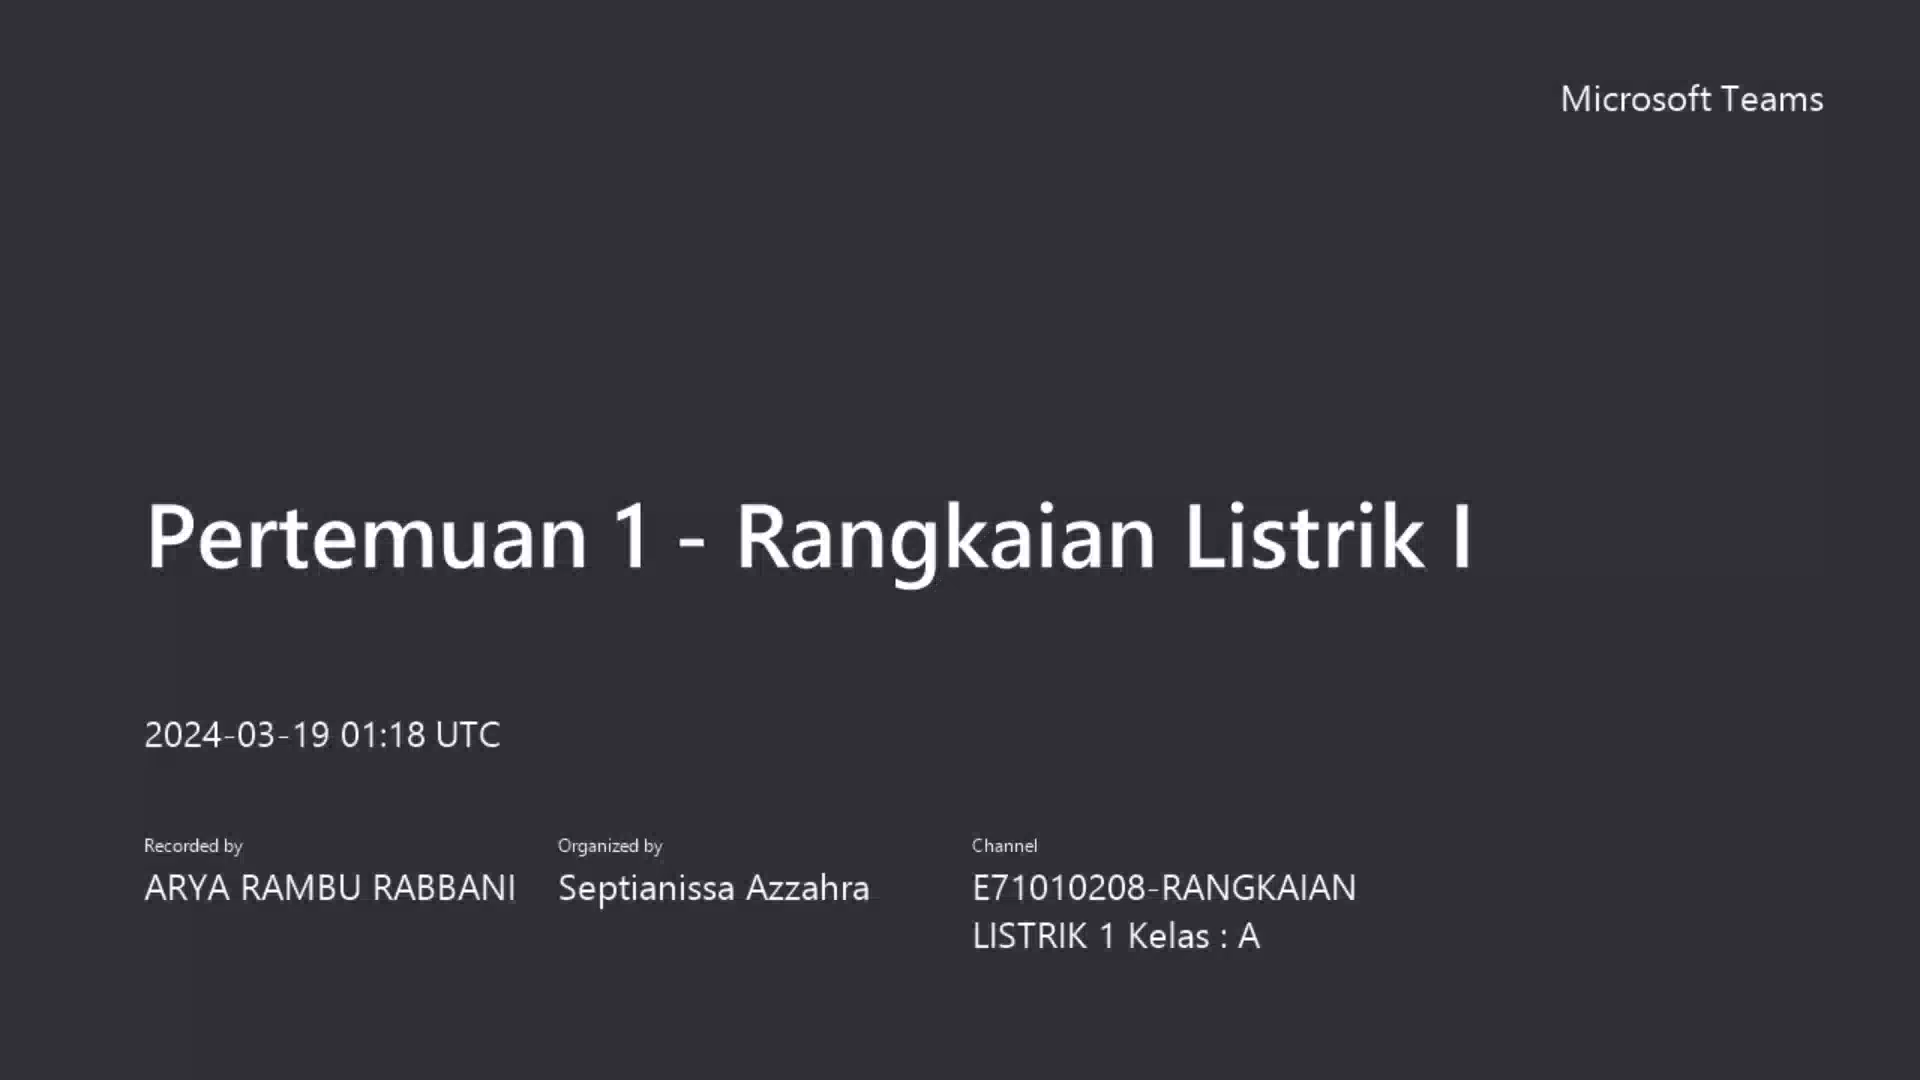 Microsoft Teams
Pertemuan 1 - Rangkaian Listrik I
2024-03-19 01:18 UTC
Recorded by
ARYA RAMBU RABBANI
Organized by
Septianissa Azzahra
Channel
E71010208-RANGKAIAN
LISTRIK 1 Kelas : A